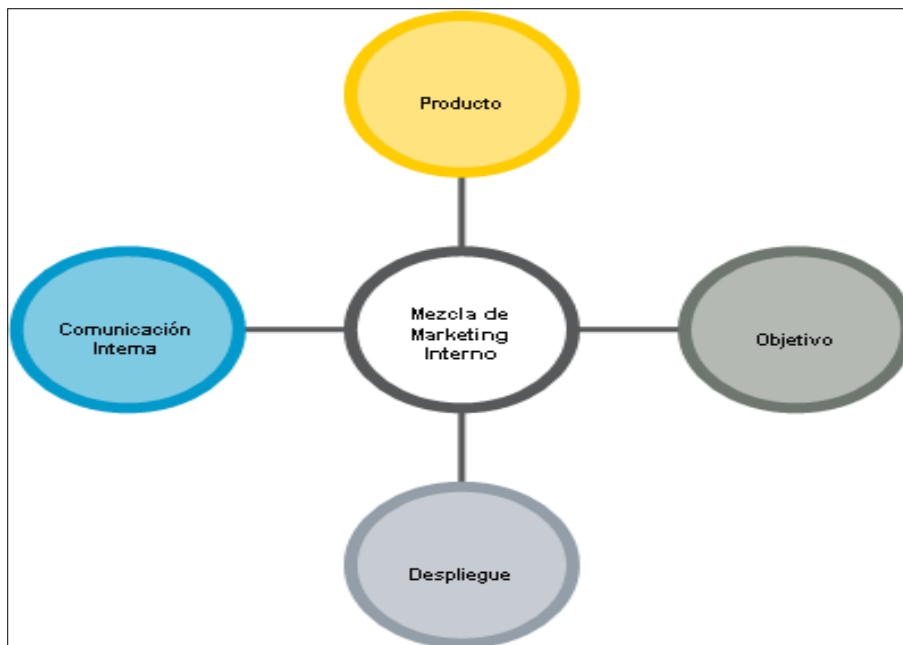 Producto
Comunicación
Interna
Mezcla de
Marketing
Interno
Objetivo
Despliegue